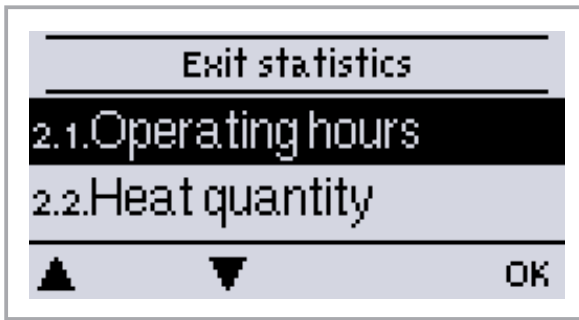 Exit statistics
2.1.Operating hours
2.2.Heat quantity
▲ ▼ OK